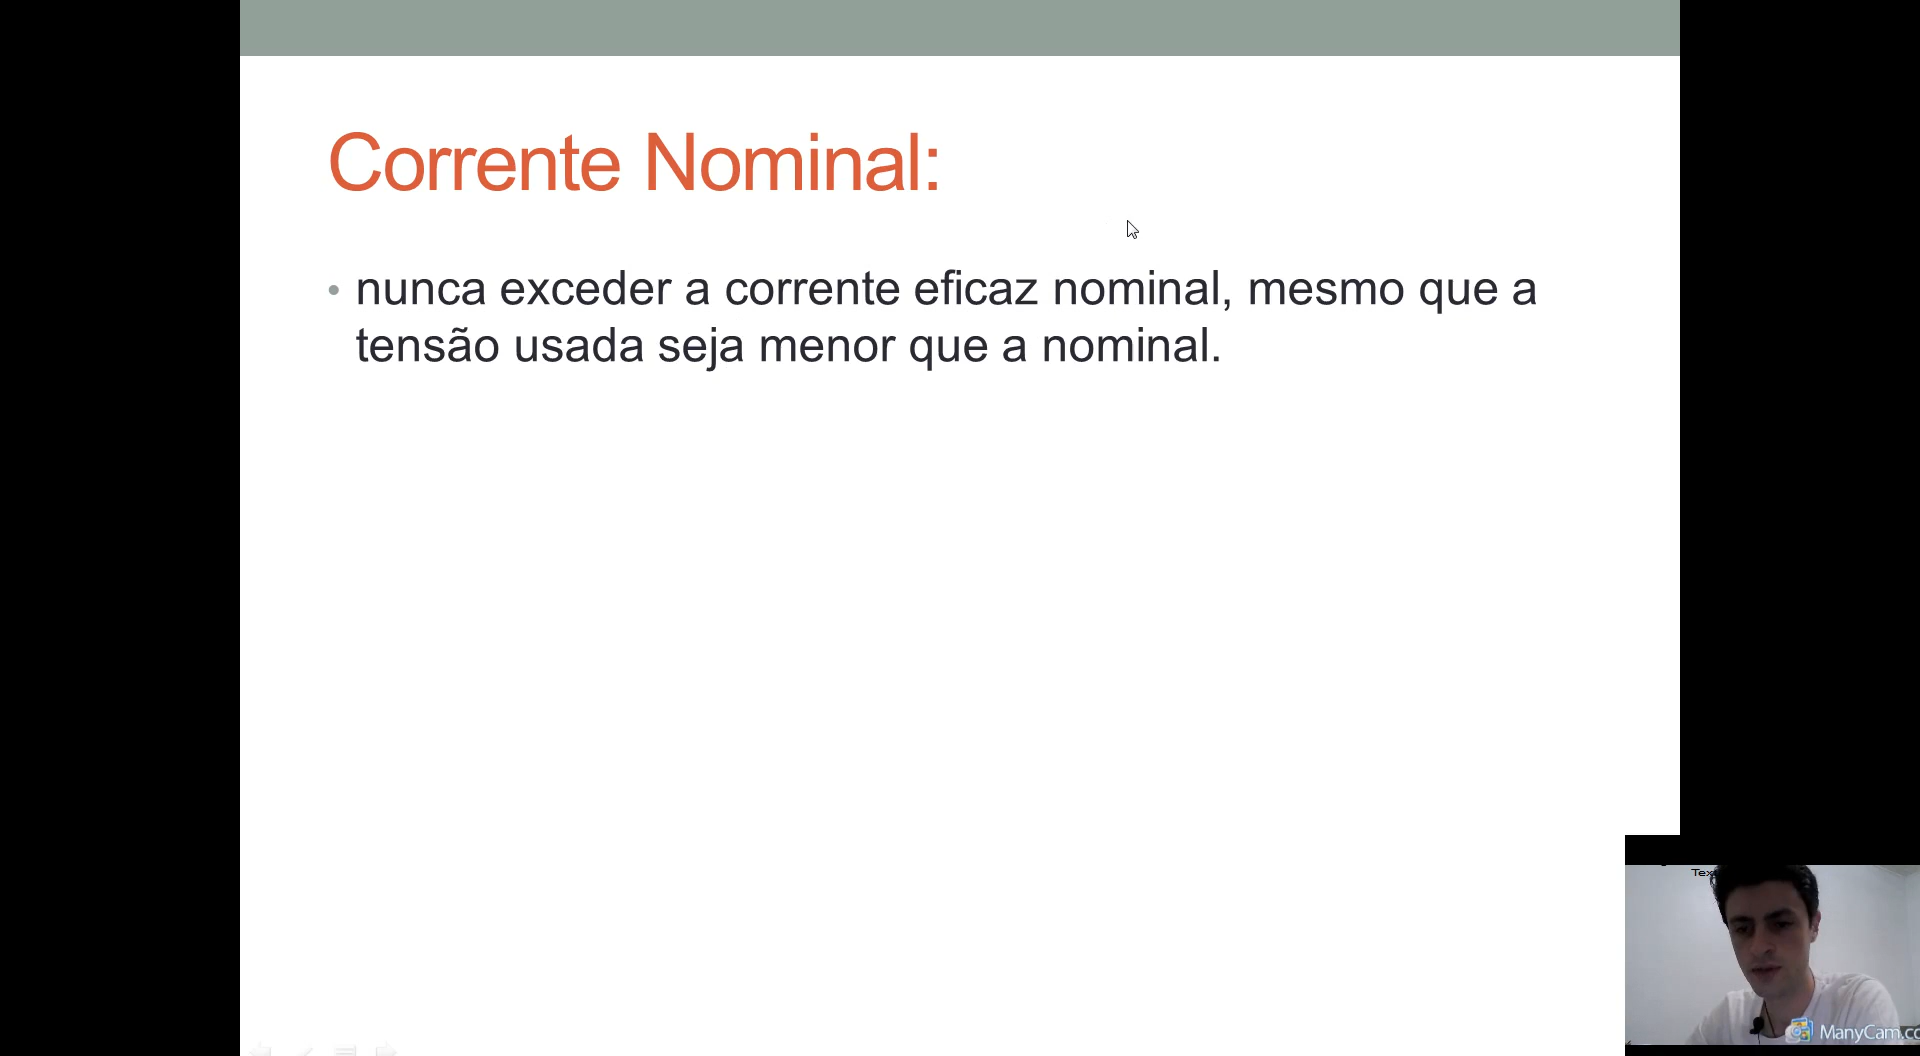 Corrente Nominal:
• nunca exceder a corrente eficaz nominal, mesmo que a
tensão usada seja menor que a nominal.
ManyCam.co